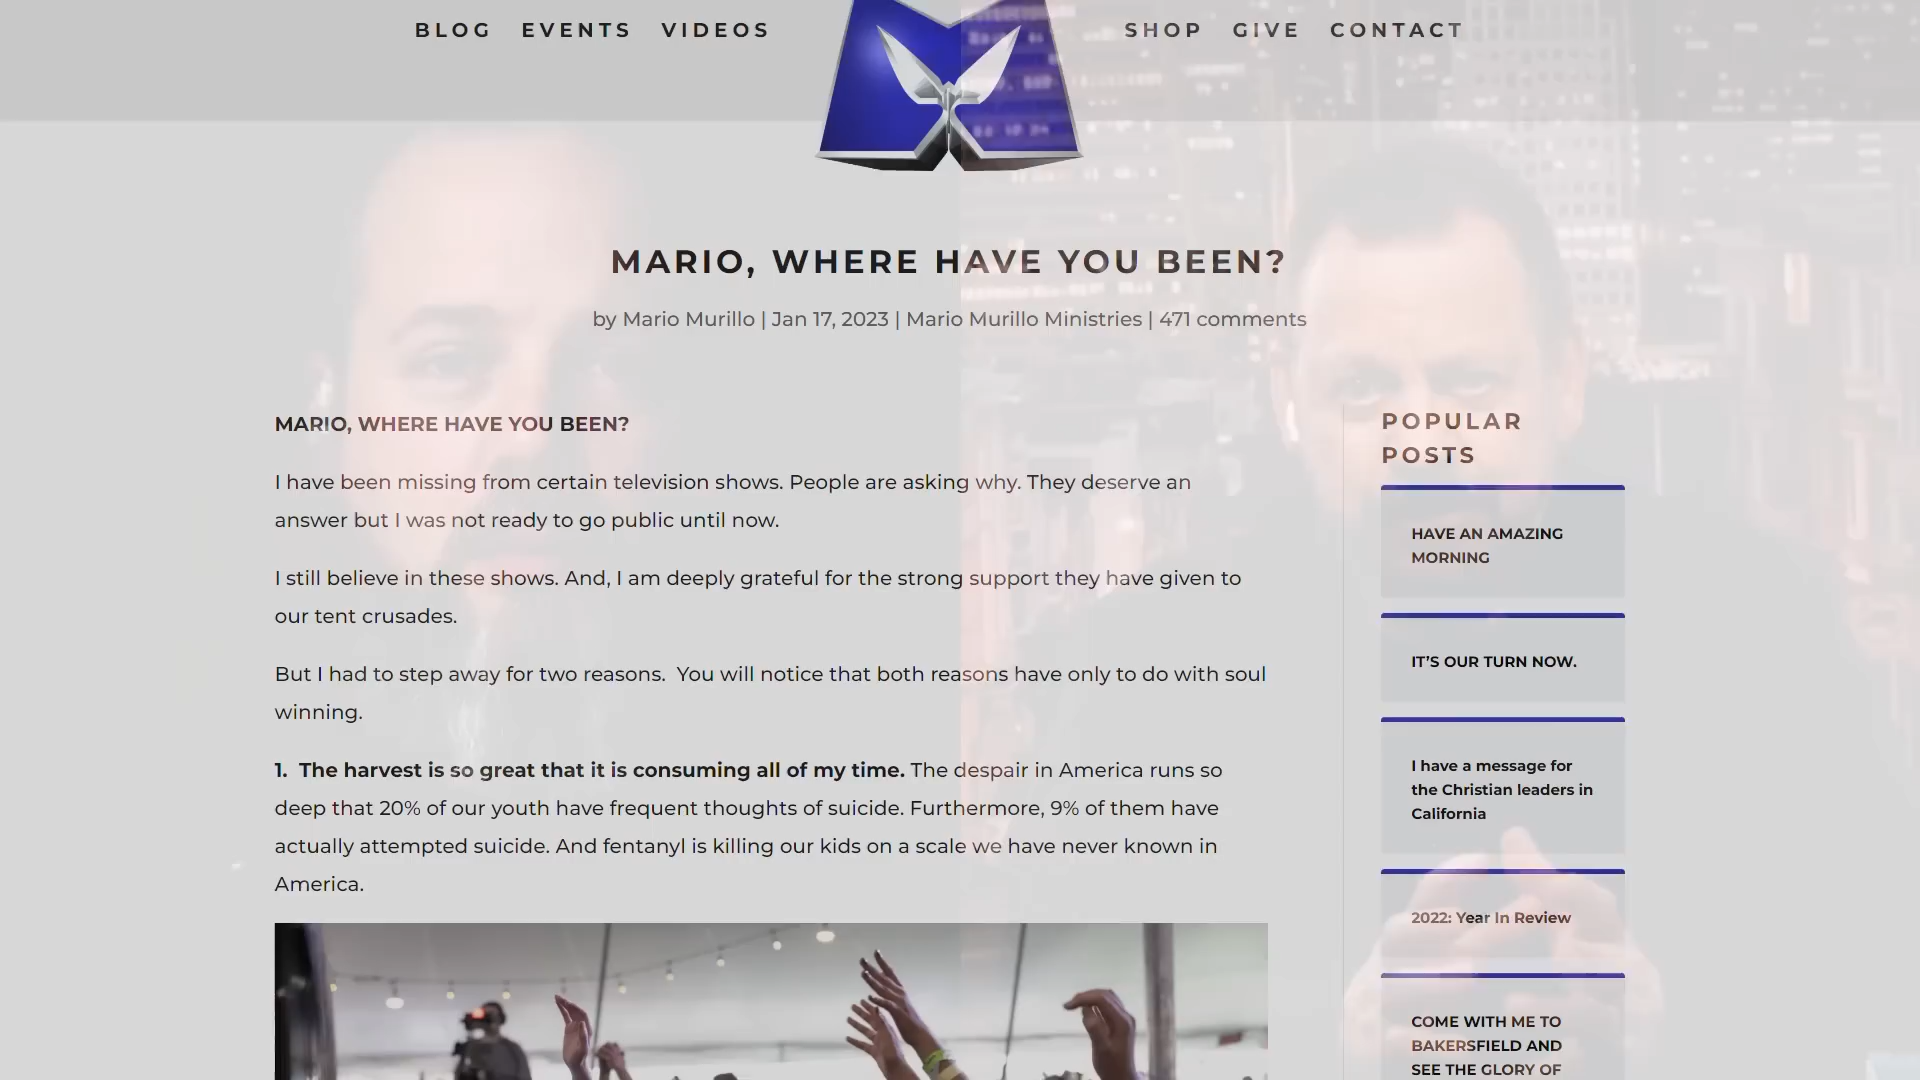 BLOG EVENTS VIDEOS SHOP GIVE CONTACT
MARIO, WHERE HAVE YOU BEEN?
by Mario Murillo | Jan 17, 2023 | Mario Murillo Ministries | 471 comments
MARIO, WHERE HAVE YOU BEEN?
I have been missing from certain television shows. People are asking why. They deserve an
answer but I was not ready to go public until now.
I still believe in these shows. And, I am deeply grateful for the strong support they have given to
our tent crusades.
But I had to step away for two reasons.  You will notice that both reasons have only to do with soul
winning.
1.  The harvest is so great that it is consuming all of my time. The despair in America runs so
deep that 20% of our youth have frequent thoughts of suicide. Furthermore, 9% of them have
actually attempted suicide. And fentanyl is killing our kids on a scale we have never known in
America.
POPULAR
POSTS
HAVE AN AMAZING
MORNING
IT’S OUR TURN NOW.
I have a message for
the Christian leaders in
California
2022: Year In Review
COME WITH ME TO
BAKERSFIELD AND
SEE THE GLORY OF